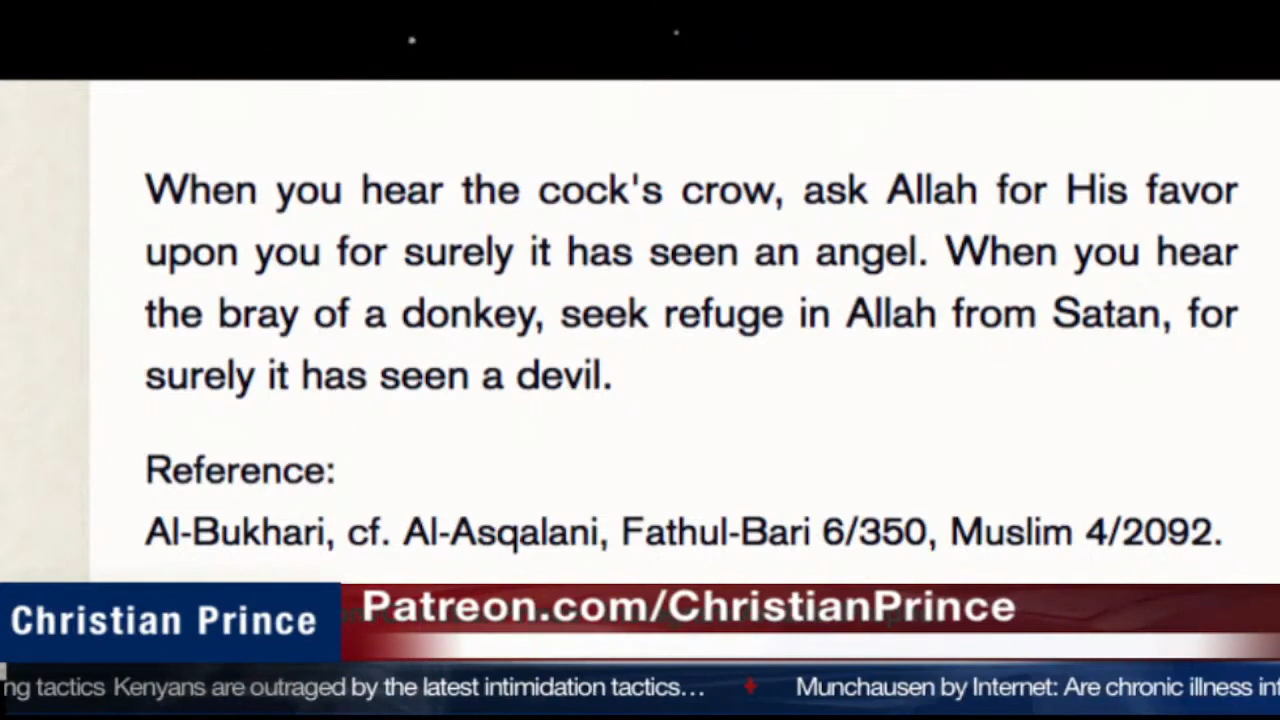 When you hear the cock's crow, ask Allah for His favor
upon you for surely it has seen an angel. When you hear
the bray of a donkey, seek refuge in Allah from Satan, for
surely it has seen a devil.
Reference:
Al-Bukhari, cf. Al-Asqalani, Fathul-Bari 6/350, Muslim 4/2092.
Christian Prince
Patreon.com/ChristianPrince
ng tactics Kenyans are outraged by the latest intimidation tactics... Munchausen by Internet: Are chronic illness